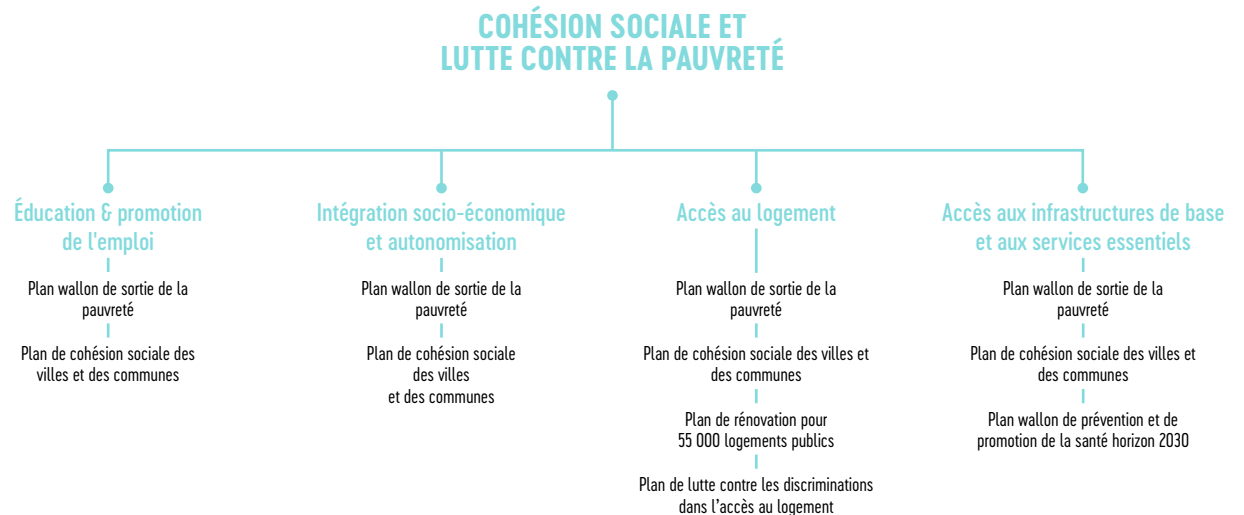 COHÉSION SOCIALE ET
LUTTE CONTRE LA PAUVRETÉ
Éducation & promotion
de l'emploi
Plan wallon de sortie de la
pauvreté
Plan de cohésion sociale des
villes et des communes
Intégration socio-économique
et autonomisation
Plan wallon de sortie de la
pauvreté
Plan de cohésion sociale
des villes
et des communes
Accès au logement
Plan wallon de sortie de la
pauvreté
Plan de cohésion sociale des villes et
des communes
Plan de rénovation pour
55 000 logements publics
Plan de lutte contre les discriminations
dans l’accès au logement
Accès aux infrastructures de base
et aux services essentiels
Plan wallon de sortie de la
pauvreté
Plan de cohésion sociale des villes et
des communes
Plan wallon de prévention et de
promotion de la santé horizon 2030